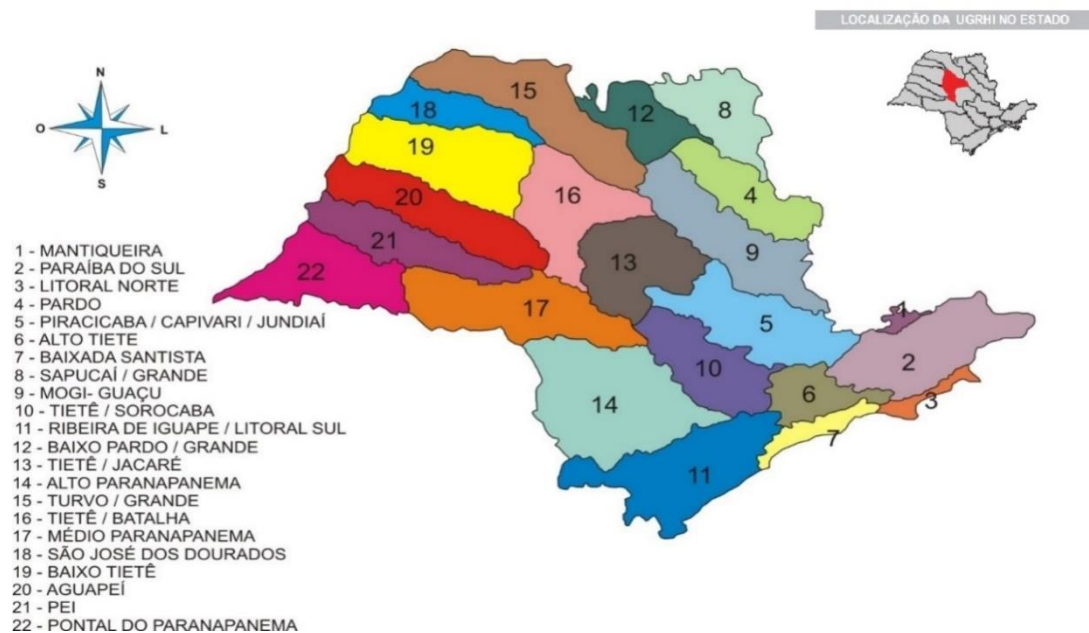 LOCALIZAÇÃO DA UGRHI NO ESTADO
N
O
L
S
15
18
12
8
19
16
4
20
21
9
13
22
17
5
1
10
2
6
14
3
7
11
1 - MANTIQUEIRA
2 - PARAÍBA DO SUL
3 - LITORAL NORTE
4 - PARDO
5 - PIRACICABA / CAPIVARI / JUNDIAÍ
6 - ALTO TIETE
7 - BAIXADA SANTISTA
8 - SAPUCAÍ / GRANDE
9 - MOGI- GUAÇU
10 - TIETÊ / SOROCABA
11 - RIBEIRA DE IGUAPE / LITORAL SUL
12 - BAIXO PARDO / GRANDE
13 - TIETÊ / JACARÉ
14 - ALTO PARANAPANEMA
15 - TURVO / GRANDE
16 - TIETÊ / BATALHA
17 - MÉDIO PARANAPANEMA
18 - SÃO JOSÉ DOS DOURADOS
19 - BAIXO TIETÊ
20 - AGUAPEÍ
21 - PEI
22 - PONTAL DO PARANAPANEMA